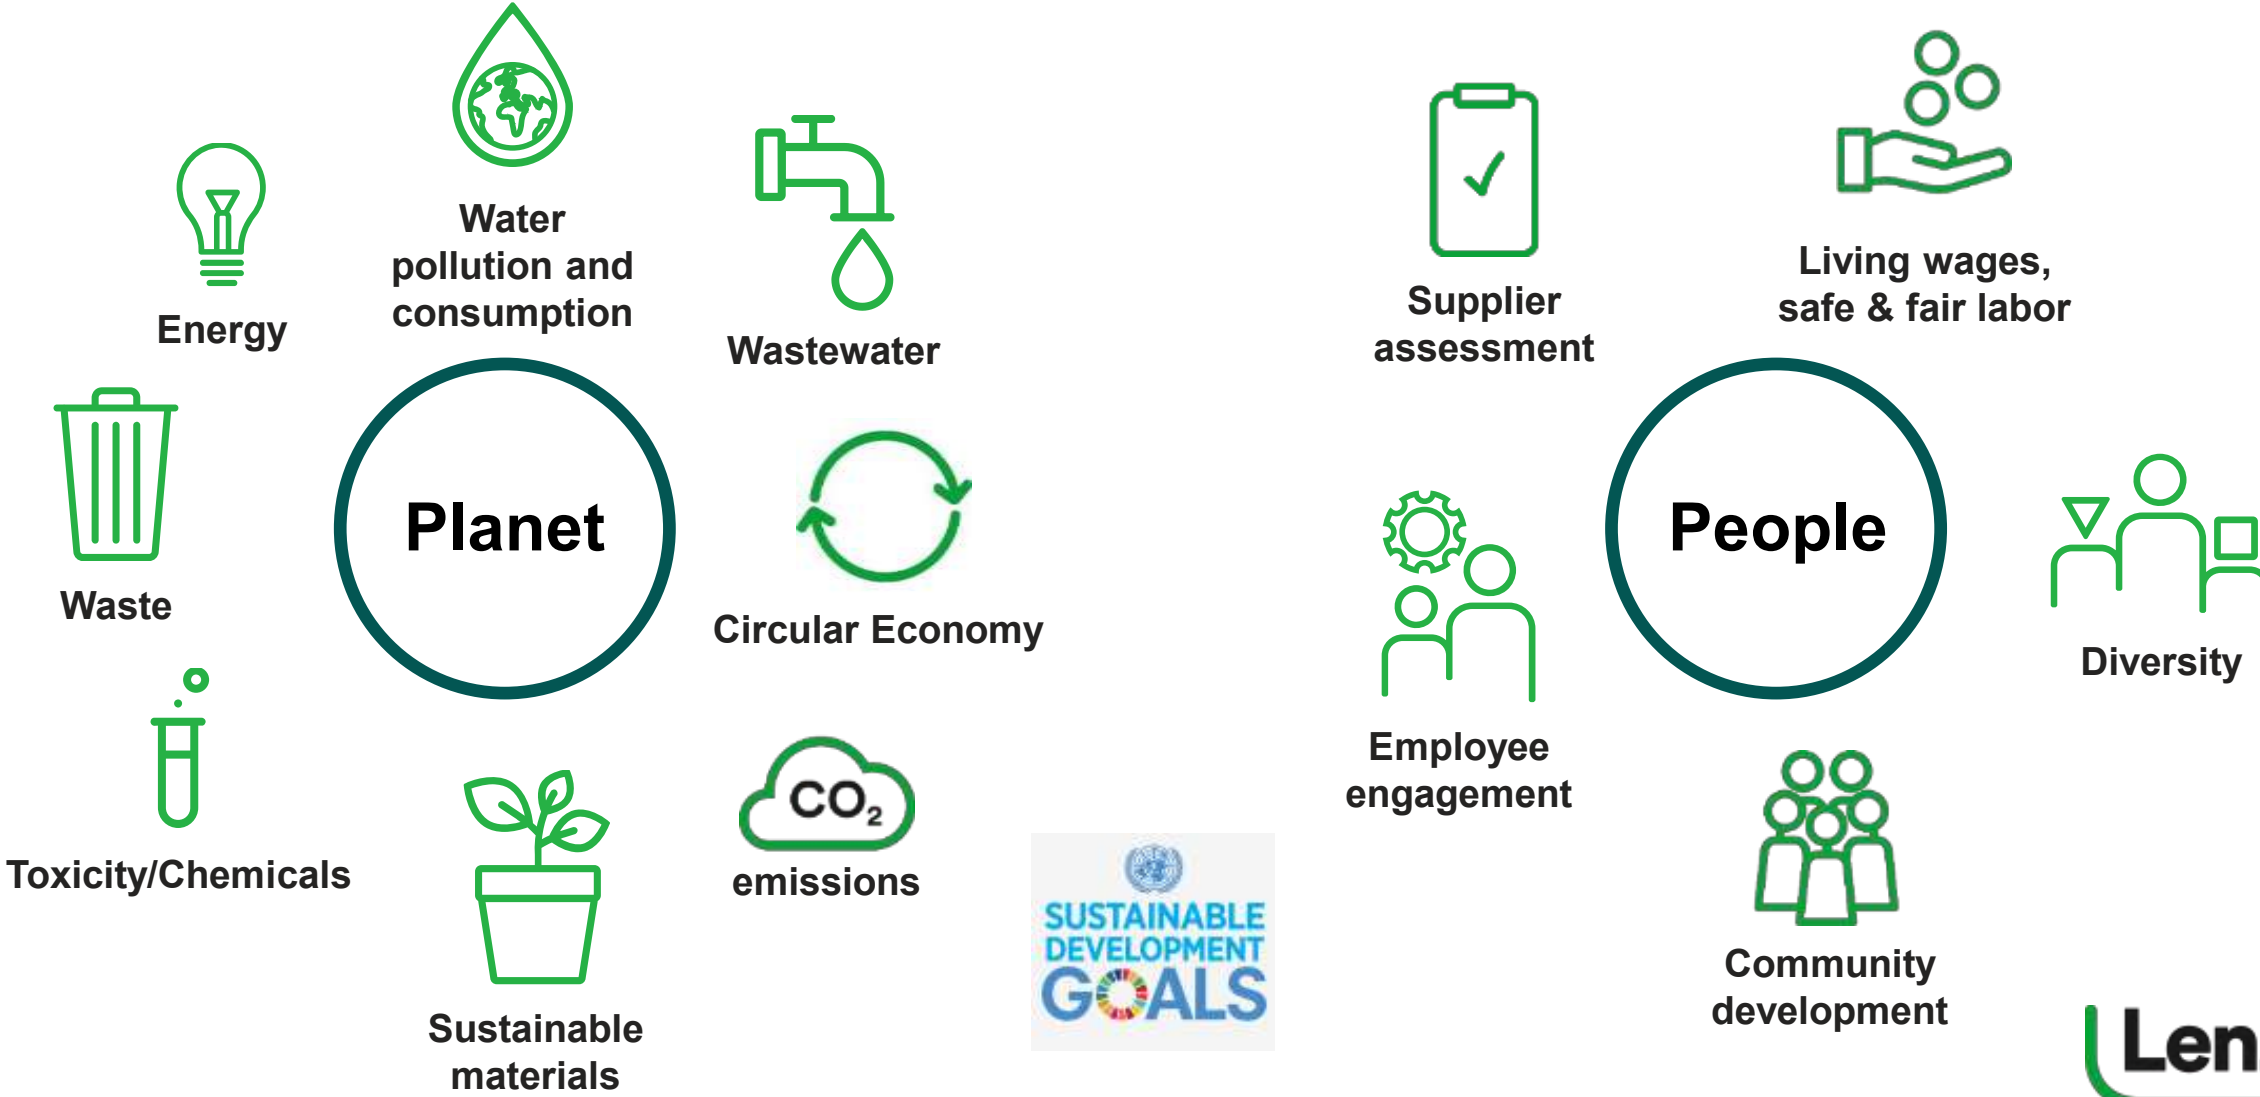 Energy
Water
pollution and
consumption
Wastewater
Waste
Planet
Circular Economy
Toxicity/Chemicals
Sustainable
materials
CO₂
emissions
SUSTAINABLE
DEVELOPMENT
GOALS
Supplier
assessment
Living wages,
safe & fair labor
People
Employee
engagement
Diversity
Community
development
Len